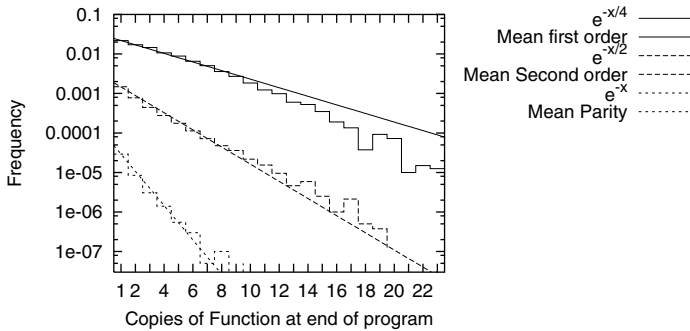 0.1
0.01
0.001
0.0001
1e-05
1e-06
1e-07
Frequency
1 2 4 6 8 10 12 14 16 18 20 22
Copies of Function at end of program
e^-x/4
Mean first order
e^-x/2
Mean Second order
e^-x
Mean Parity